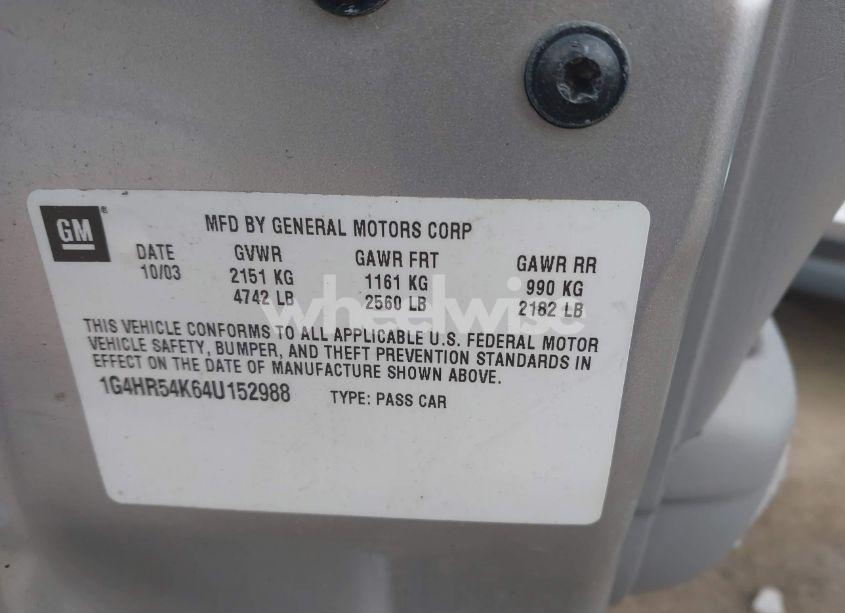 GM
MFD BY GENERAL MOTORS CORP
DATE GVWR GAWR FRT GAWR RR
10/03 2151 KG 1161 KG 990 KG
4742 LB 2560 LB 2182 LB
THIS VEHICLE CONFORMS TO ALL APPLICABLE U.S. FEDERAL MOTOR
VEHICLE SAFETY, BUMPER, AND THEFT PREVENTION STANDARDS IN
EFFECT ON THE DATE OF MANUFACTURE SHOWN ABOVE.
1G4HR54K64U152988 TYPE: PASS CAR
wheelwise